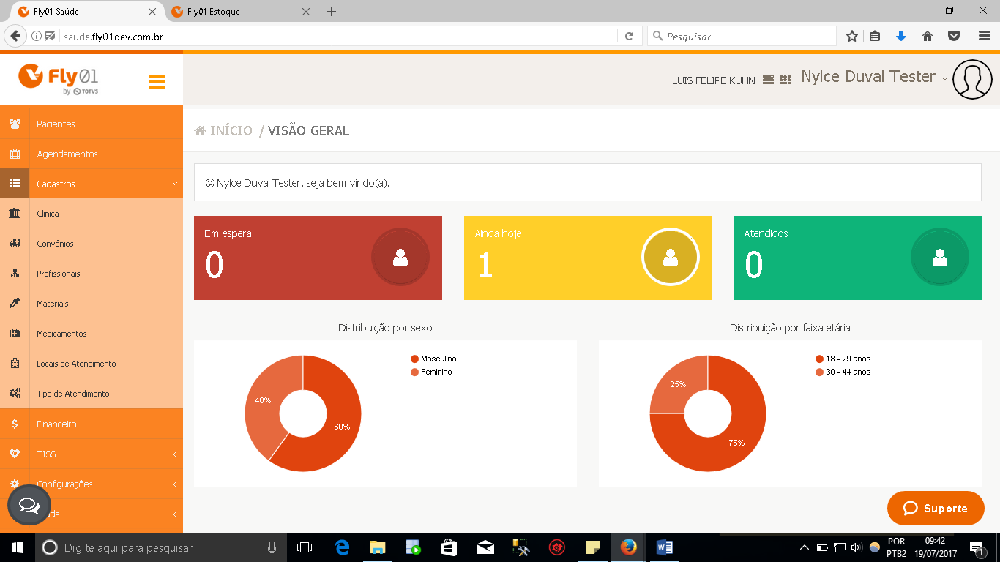 Fly01 Saúde
Fly01 Estoque
saude.fly01dev.com.br
Pesquisar
Fly01
by TOTVS
LUIS FELIPE KUHN
Nylce Duval Tester
Pacientes
Agendamentos
Cadastros
Clínica
Convênios
Profissionais
Materiais
Medicamentos
Locais de Atendimento
Tipo de Atendimento
Financeiro
TISS
Configurações
INÍCIO / VISÃO GERAL
Nylce Duval Tester, seja bem vindo(a).
Em espera
0
Ainda hoje
1
Atendidos
0
Distribuição por sexo
Masculino
Feminino
40%
60%
Distribuição por faixa etária
18 - 29 anos
30 - 44 anos
25%
75%
Suporte
Digite aqui para pesquisar
POR
PTB2
09:42
19/07/2017
1